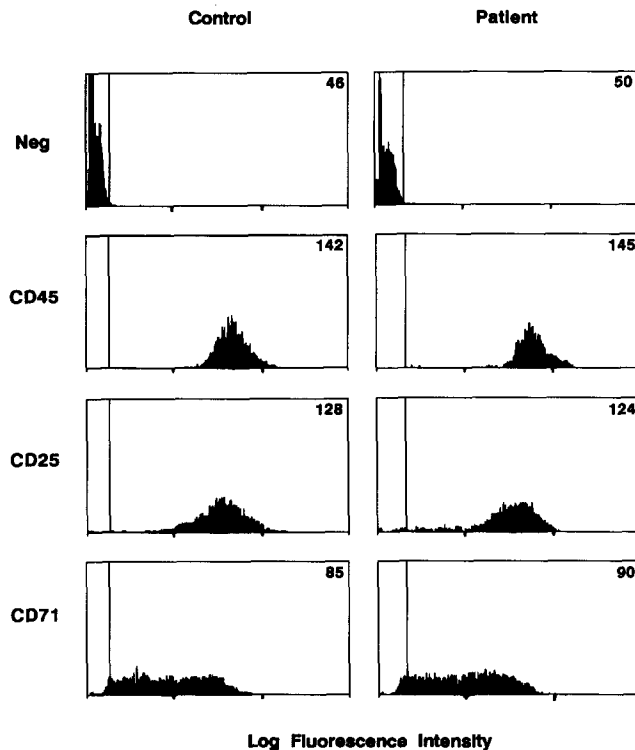 Control Patient
Neg 46 50
CD45 142 145
CD25 128 124
CD71 85 90
Log Fluorescence Intensity